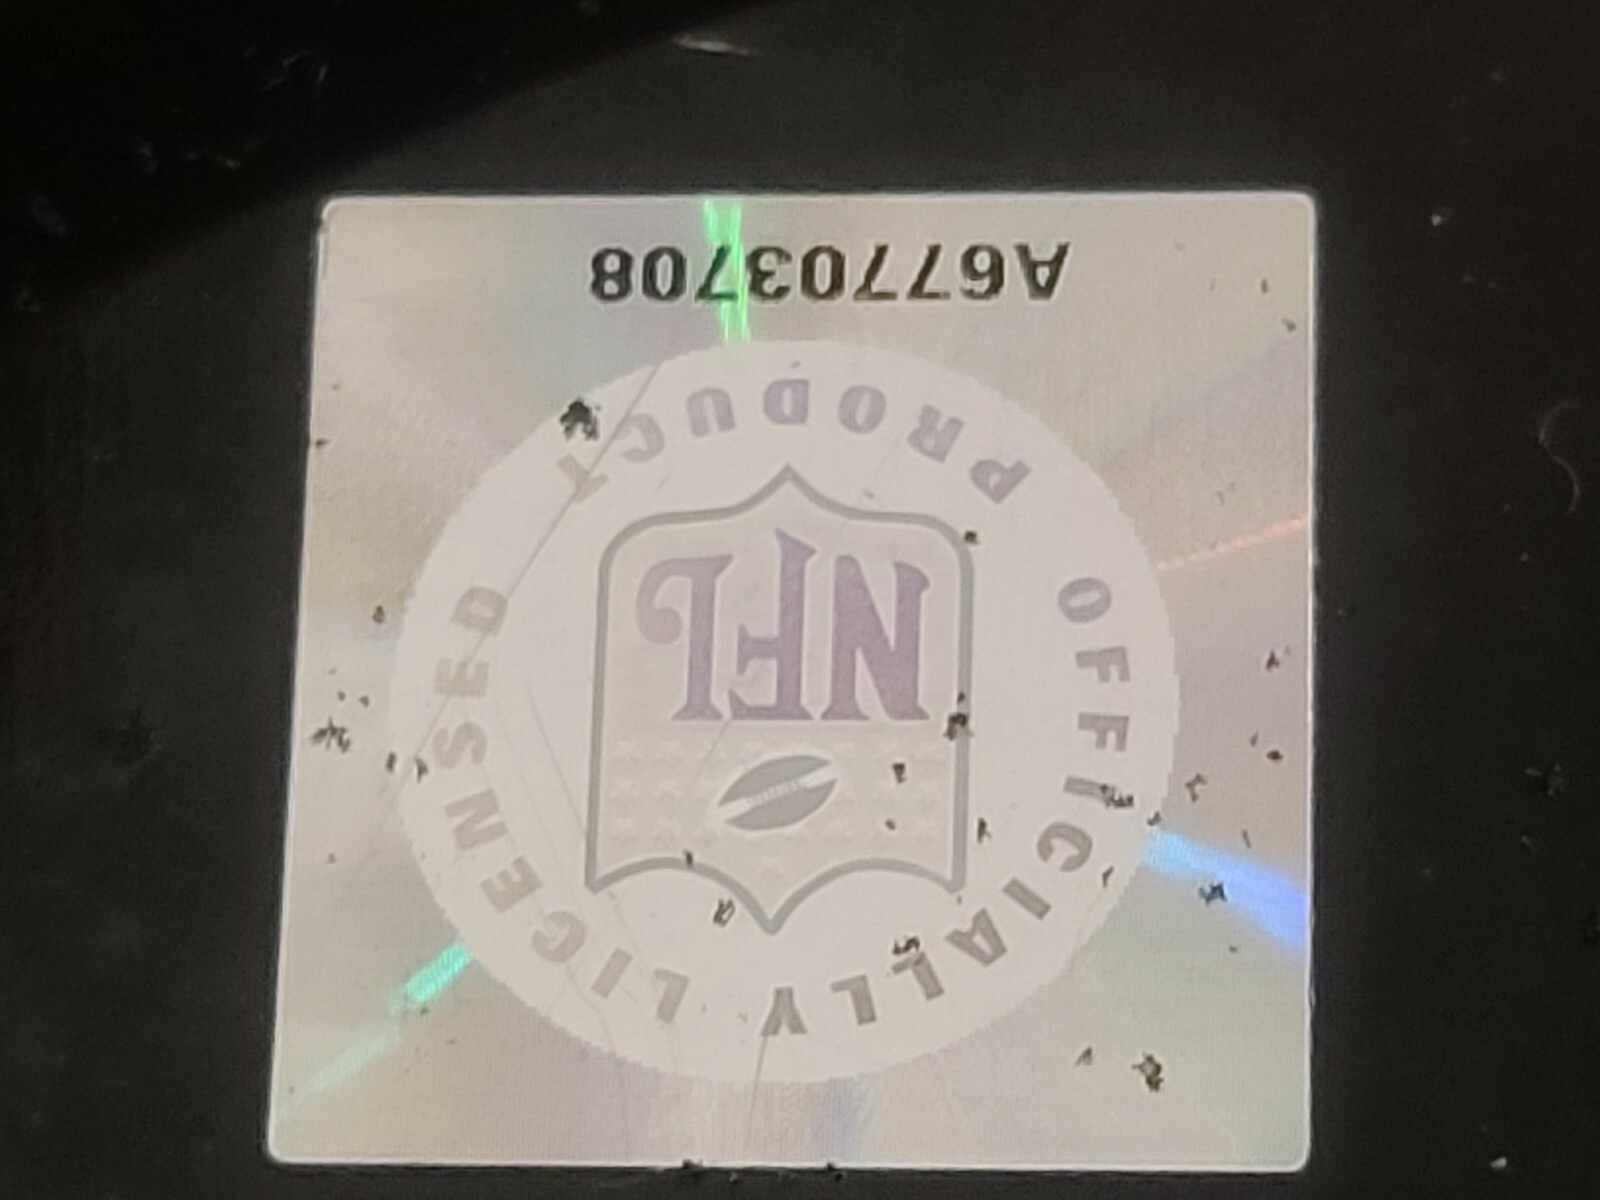 OFFICIALLY LICENSED PRODUCT
NFL
A67703708